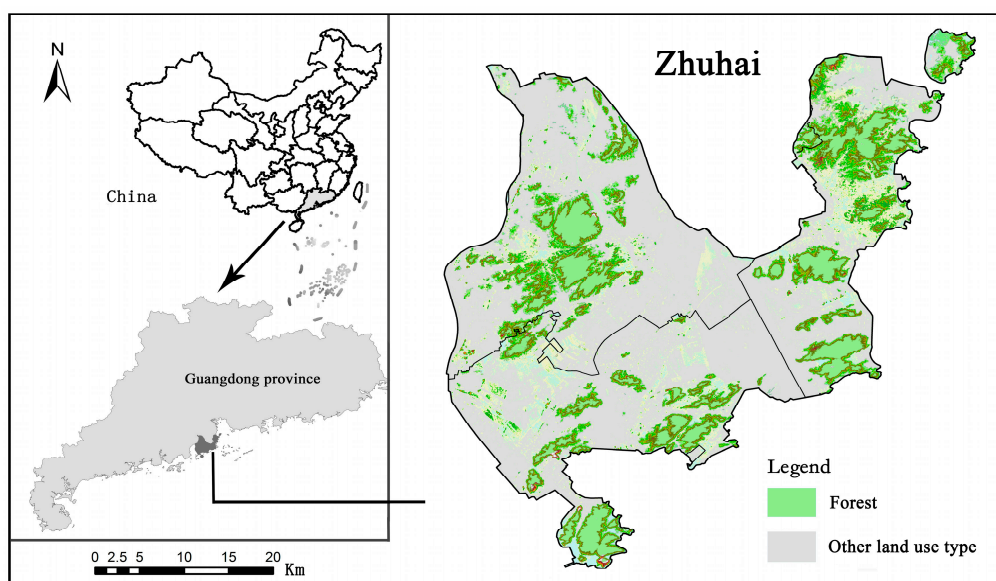 N
China
Guangdong province
0 2.5 5 10 15 20
Km
Zhuhai
Legend
Forest
Other land use type